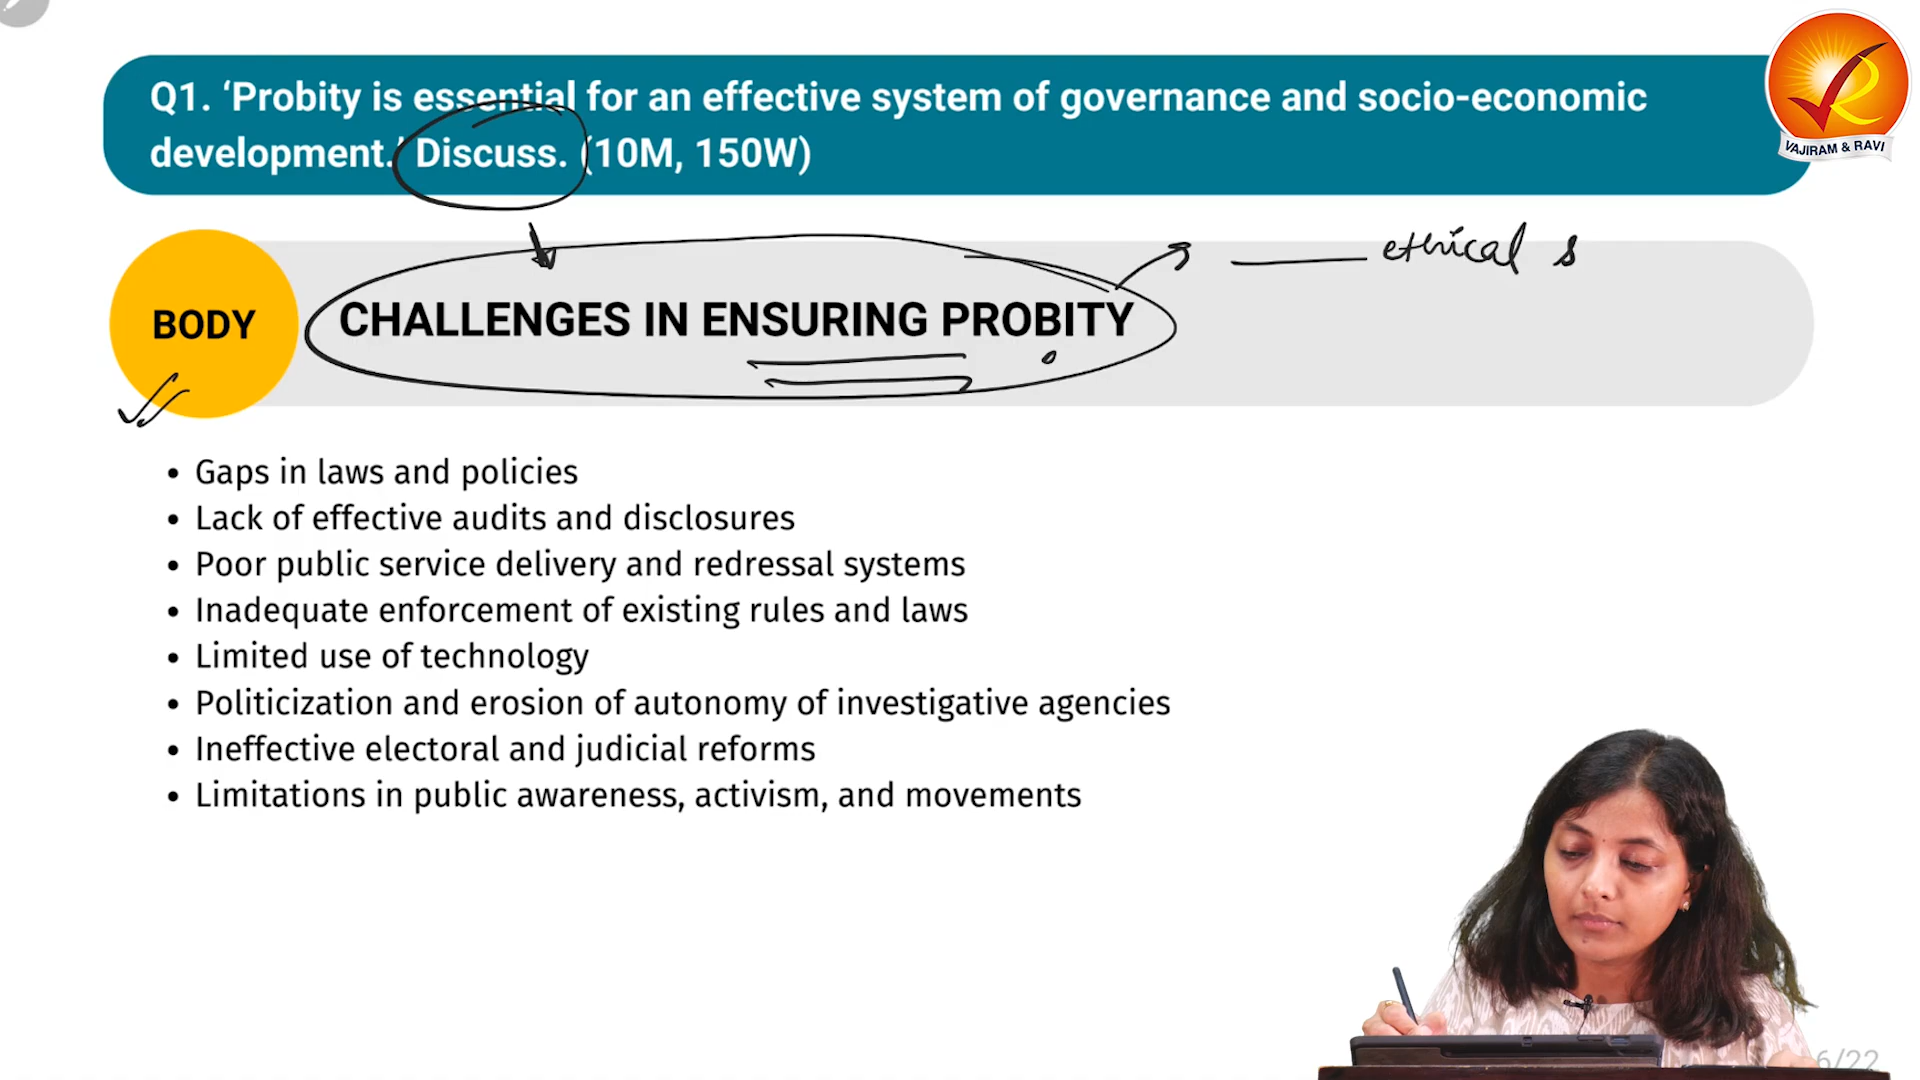 Q1. ‘Probity is essential for an effective system of governance and socio-economic
development.’ Discuss. (10M, 150W)
VAJIRAM & RAVI
ethical s
BODY
CHALLENGES IN ENSURING PROBITY
• Gaps in laws and policies
• Lack of effective audits and disclosures
• Poor public service delivery and redressal systems
• Inadequate enforcement of existing rules and laws
• Limited use of technology
• Politicization and erosion of autonomy of investigative agencies
• Ineffective electoral and judicial reforms
• Limitations in public awareness, activism, and movements
6/22